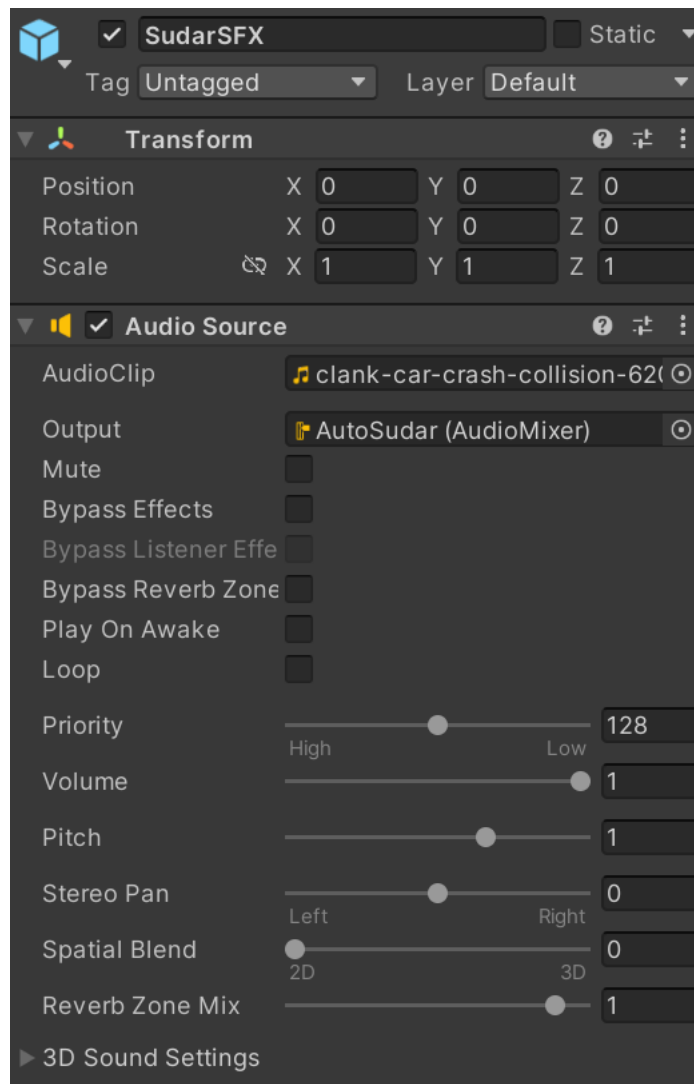 SudarSFX Static
Tag Untagged Layer Default
Transform
Position X 0 Y 0 Z 0
Rotation X 0 Y 0 Z 0
Scale X 1 Y 1 Z 1
Audio Source
AudioClip clank-car-crash-collision-620
Output AutoSudar (AudioMixer)
Mute
Bypass Effects
Bypass Listener Effe
Bypass Reverb Zone
Play On Awake
Loop
Priority 128
High Low
Volume 1
Pitch 1
Stereo Pan 0
Left Right
Spatial Blend 0
2D 3D
Reverb Zone Mix 1
3D Sound Settings